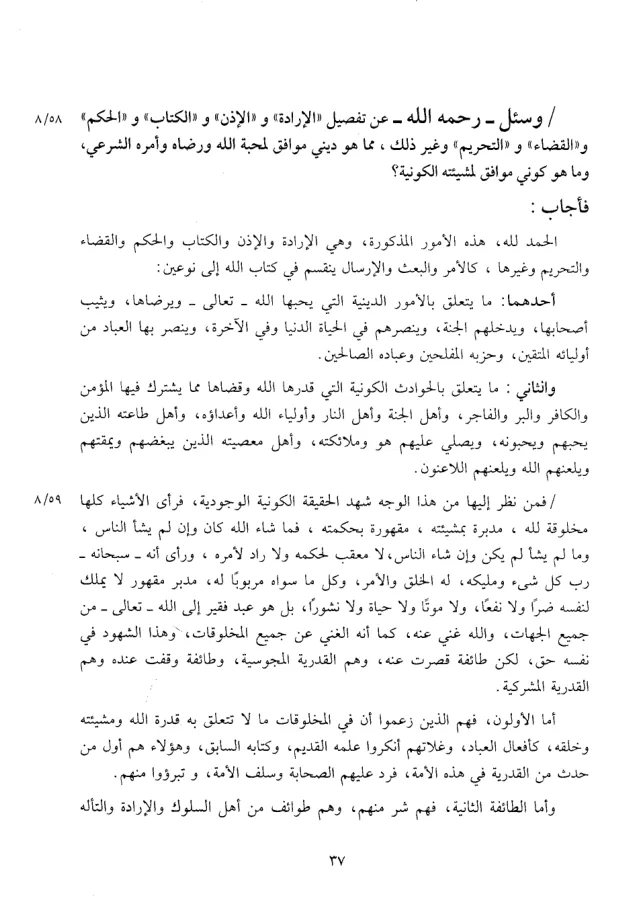 / وسئل ـ رحمه الله ـ عن تفصيل «الإرادة» و «الإذن» و «الكتاب» و «الحكم» ٨/٥٨
و«القضاء» و «التحريم» وغير ذلك ، مما هو ديني موافق لمحبة الله ورضاه وأمره الشرعي،
وما هو كوني موافق لمشيئته الكونية؟
فأجاب :
الحمد لله، هذه الأمور المذكورة، وهي الإرادة والإذن والكتاب والحكم والقضاء
والتحريم وغيرها ، كالأمر والبعث والإرسال ينقسم في كتاب الله إلى نوعين:
أحدهما: ما يتعلق بالأمور الدينية التي يحبها الله ـ تعالى ـ ويرضاها، ويثيب
أصحابها، ويدخلهم الجنة، وينصرهم في الحياة الدنيا وفي الآخرة، وينصر بها العباد من
أوليائه المتقين، وحزبه المفلحين وعباده الصالحين.
والثاني : ما يتعلق بالحوادث الكونية التي قدرها الله وقضاها مما يشترك فيها المؤمن
والكافر والبر والفاجر، وأهل الجنة وأهل النار وأولياء الله وأعداؤه، وأهل طاعته الذين
يحبهم ويحبونه، ويصلي عليهم هو وملائكته، وأهل معصيته الذين يبغضهم ويمقتهم
ويلعنهم الله ويلعنهم اللاعنون.
/ فمن نظر إليها من هذا الوجه شهد الحقيقة الكونية الوجودية، فرأى الأشياء كلها ٨/٥٩
مخلوقة لله ، مدبرة بمشيئته ، مقهورة بحكمته ، فما شاء الله كان وإن لم يشأ الناس ،
وما لم يشأ لم يكن وإن شاء الناس، لا معقب لحكمه ولا راد لأمره ، ورأى أنه ـ سبحانه ـ
رب كل شىء ومليكه، له الخلق والأمر، وكل ما سواه مربوبًا له، مدبر مقهور لا يملك
لنفسه ضرًا ولا نفعًا، ولا موتًا ولا حياة ولا نشورًا، بل هو عبد فقير إلى الله ـ تعالى ـ من
جميع الجهات، والله غني عنه، كما أنه الغني عن جميع المخلوقات، وهذا الشهود في
نفسه حق، لكن طائفة قصرت عنه، وهم القدرية المجوسية، وطائفة وقفت عنده وهم
القدرية المشركية.
أما الأولون، فهم الذين زعموا أن في المخلوقات ما لا تتعلق به قدرة الله ومشيئته
وخلقه، كأفعال العباد، وغلاتهم أنكروا علمه القديم، وكتابه السابق، وهؤلاء هم أول من
حدث من القدرية في هذه الأمة، فرد عليهم الصحابة وسلف الأمة، و تبرؤوا منهم.
وأما الطائفة الثانية، فهم شر منهم، وهم طوائف من أهل السلوك والإرادة والتأله
٣٧